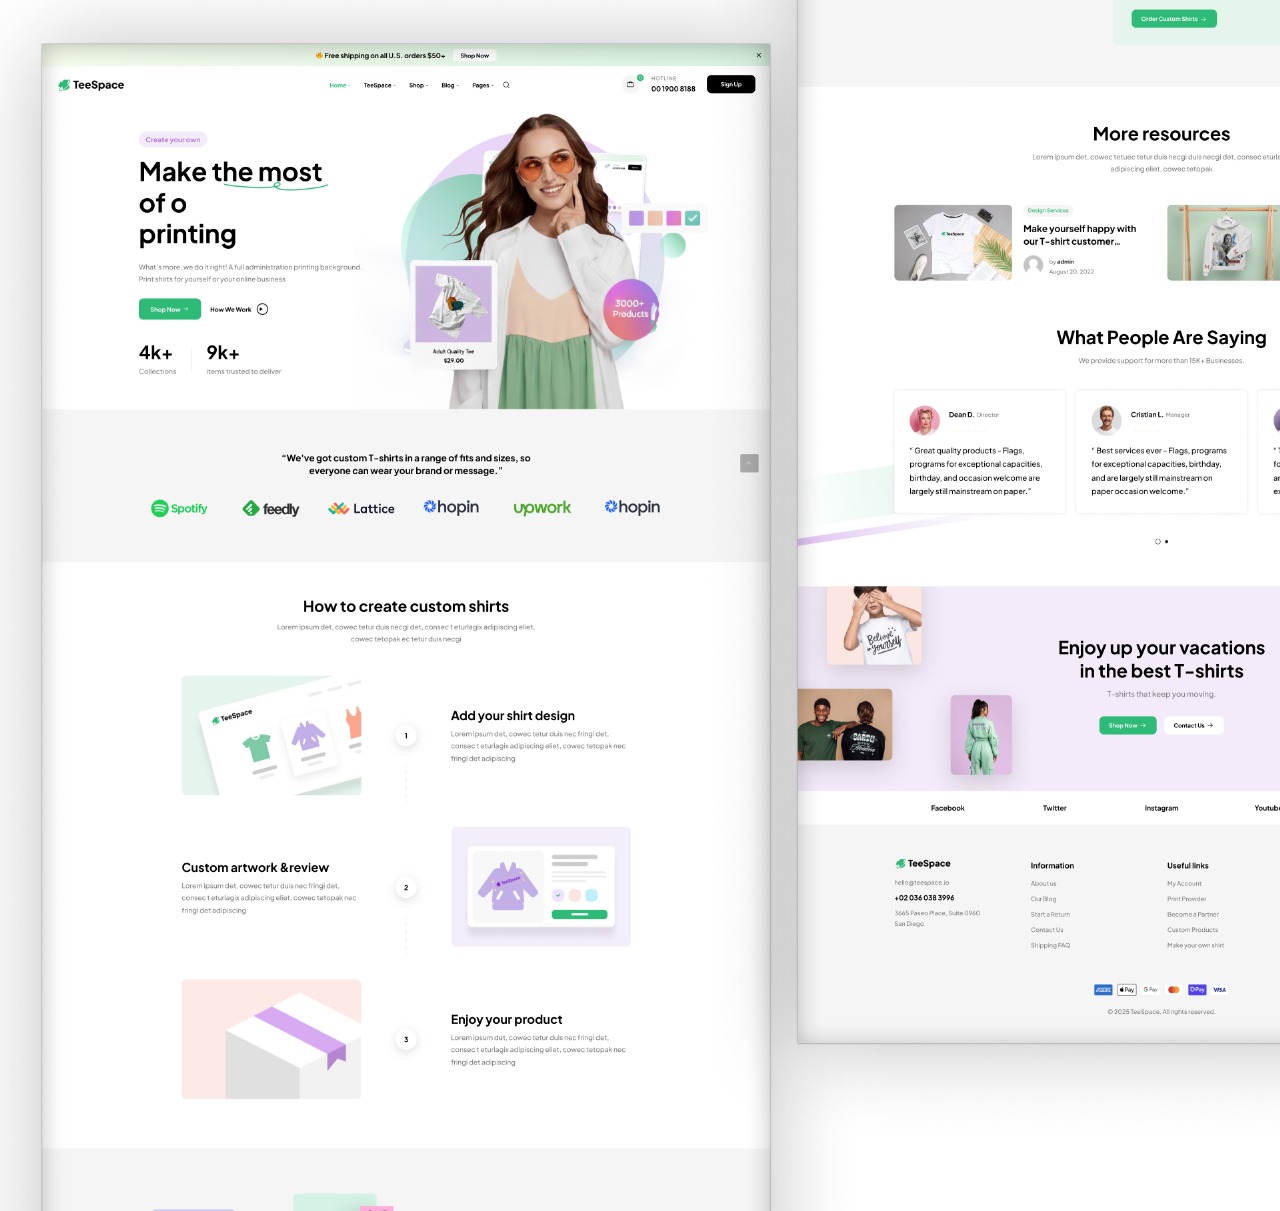 🔥 Free shipping on all U.S. orders $50+
Shop Now
TeeSpace
Home
TeeSpace
Shop
Blog
Pages
0
HOTLINE
00 1900 8188
Sign Up
Create your own
Make the most
of o
printing
What's more, we do it right! A full administration printing background.
Print shirts for yourself or your online business
Shop Now →
How We Work
4k+
Collections
9k+
items trusted to deliver
Adult Quality Tee
$29.00
3000+
Products
“We've got custom T-shirts in a range of fits and sizes, so
everyone can wear your brand or message.”
Spotify
feedly
Lattice
hopin
upwork
hopin
How to create custom shirts
Lorem ipsum det, cowec tetur duis necgi det, consect eturlagix adipiscing eliet,
cowec tetopak ec tetur duis necgi
TeeSpace
1
Add your shirt design
Lorem ipsum det, cowec tetur duis nec fringi det,
consec t eturlagix adipiscing eliet, cowec tetopak nec
fringi det adipiscing
Custom artwork &review
Lorem ipsum det, cowec tetur duis nec fringi det,
consec t eturlagix adipiscing eliet, cowec tetopak nec
fringi det adipiscing
2
TeeSpace
3
Enjoy your product
Lorem ipsum det, cowec tetur duis nec fringi det,
consec t eturlagix adipiscing eliet, cowec tetopak nec
fringi det adipiscing
Order Custom Shirts →
More resources
Lorem ipsum det, cowec tetuec tetur duis necgi duis necgi det, consec
adipiscing eliet, cowec tetopak
TeeSpace
Design Services
Make yourself happy with
our T-shirt customer…
by admin
August 20, 2022
What People Are Saying
We provide support for more than 15K+ Businesses.
Dean D. Director
“ Great quality products - Flags,
programs for exceptional capacities,
birthday, and occasion welcome are
largely still mainstream on paper.”
Cristian L. Manager
“ Best services ever - Flags, programs
for exceptional capacities, birthday,
and are largely still mainstream on
paper occasion welcome.”
Believe
in yourself
Enjoy up your vacations
in the best T-shirts
T-shirts that keep you moving.
Shop Now →
Contact Us →
Facebook
Twitter
Instagram
TeeSpace
hello@teespace.io
+02 036 038 3996
3665 Paseo Place, Suite 0960
San Diego
Information
About us
Our Blog
Start a Return
Contact Us
Shipping FAQ
Useful links
My Account
Print Provider
Become a Partner
Custom Products
Make your own shirt
Pay
G Pay
VISA
© 2025 TeeSpace. All rights reserved.